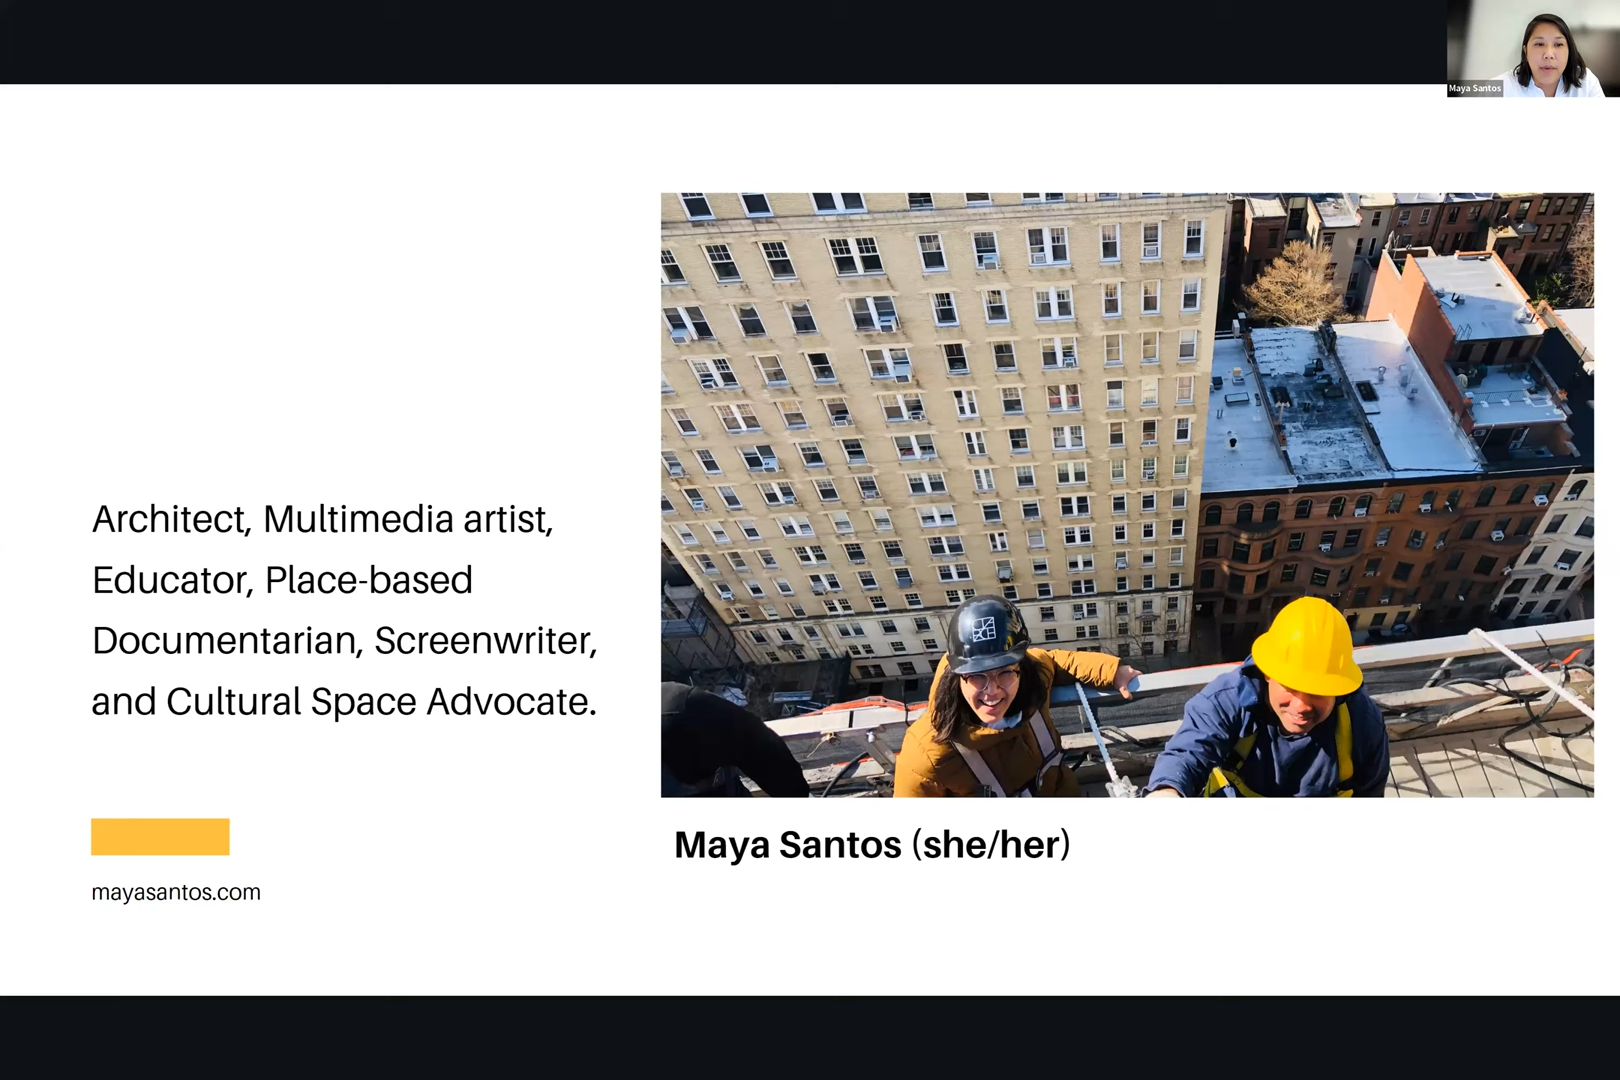 Maya Santos
Architect, Multimedia artist,
Educator, Place-based
Documentarian, Screenwriter,
and Cultural Space Advocate.
mayasantos.com
Maya Santos (she/her)